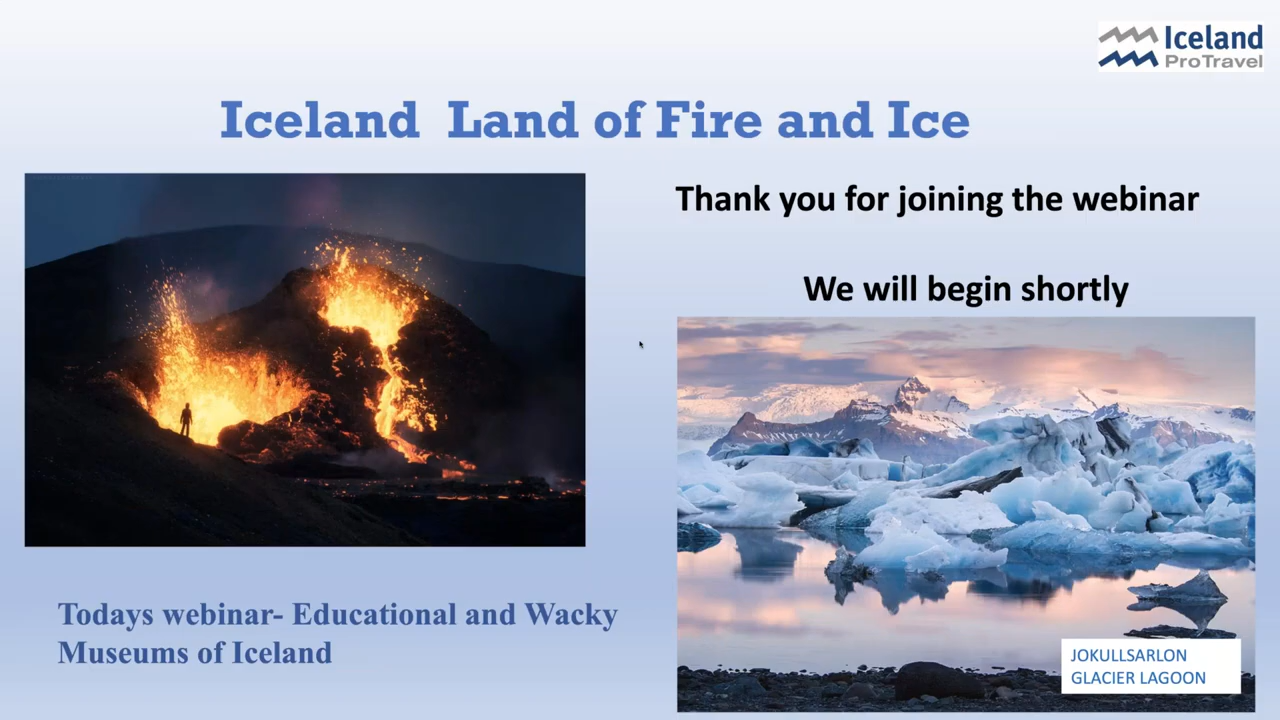 Iceland
ProTravel
Iceland Land of Fire and Ice
Thank you for joining the webinar
We will begin shortly
Todays webinar- Educational and Wacky
Museums of Iceland
JOKULLSARLON
GLACIER LAGOON